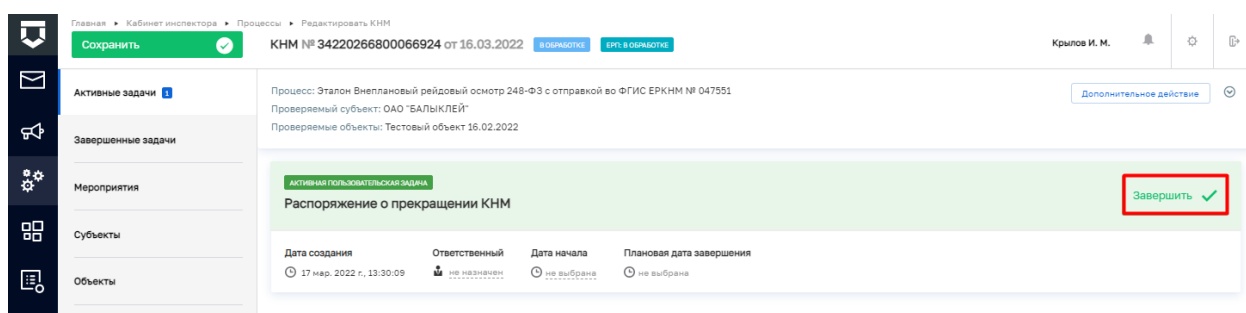 Главная ▸ Кабинет инспектора ▸ Процессы ▸ Редактировать КНМ
Сохранить
КНМ № 34220266800066924 от 16.03.2022 В ОБРАБОТКЕ ЕРП: В ОБРАБОТКЕ
Крылов И. М.
Активные задачи 1
Завершенные задачи
Мероприятия
Субъекты
Объекты
Процесс: Эталон Внеплановый рейдовый осмотр 248-ФЗ с отправкой во ФГИС ЕРКНМ № 047551
Дополнительное действие
Проверяемый субъект: ОАО "БАЛЫКЛЕЙ"
Проверяемые объекты: Тестовый объект 16.02.2022
АКТИВНАЯ ПОЛЬЗОВАТЕЛЬСКАЯ ЗАДАЧА
Распоряжение о прекращении КНМ
Завершить
Дата создания Ответственный Дата начала Плановая дата завершения
17 мар. 2022 г., 13:30:09 не назначен не выбрана не выбрана